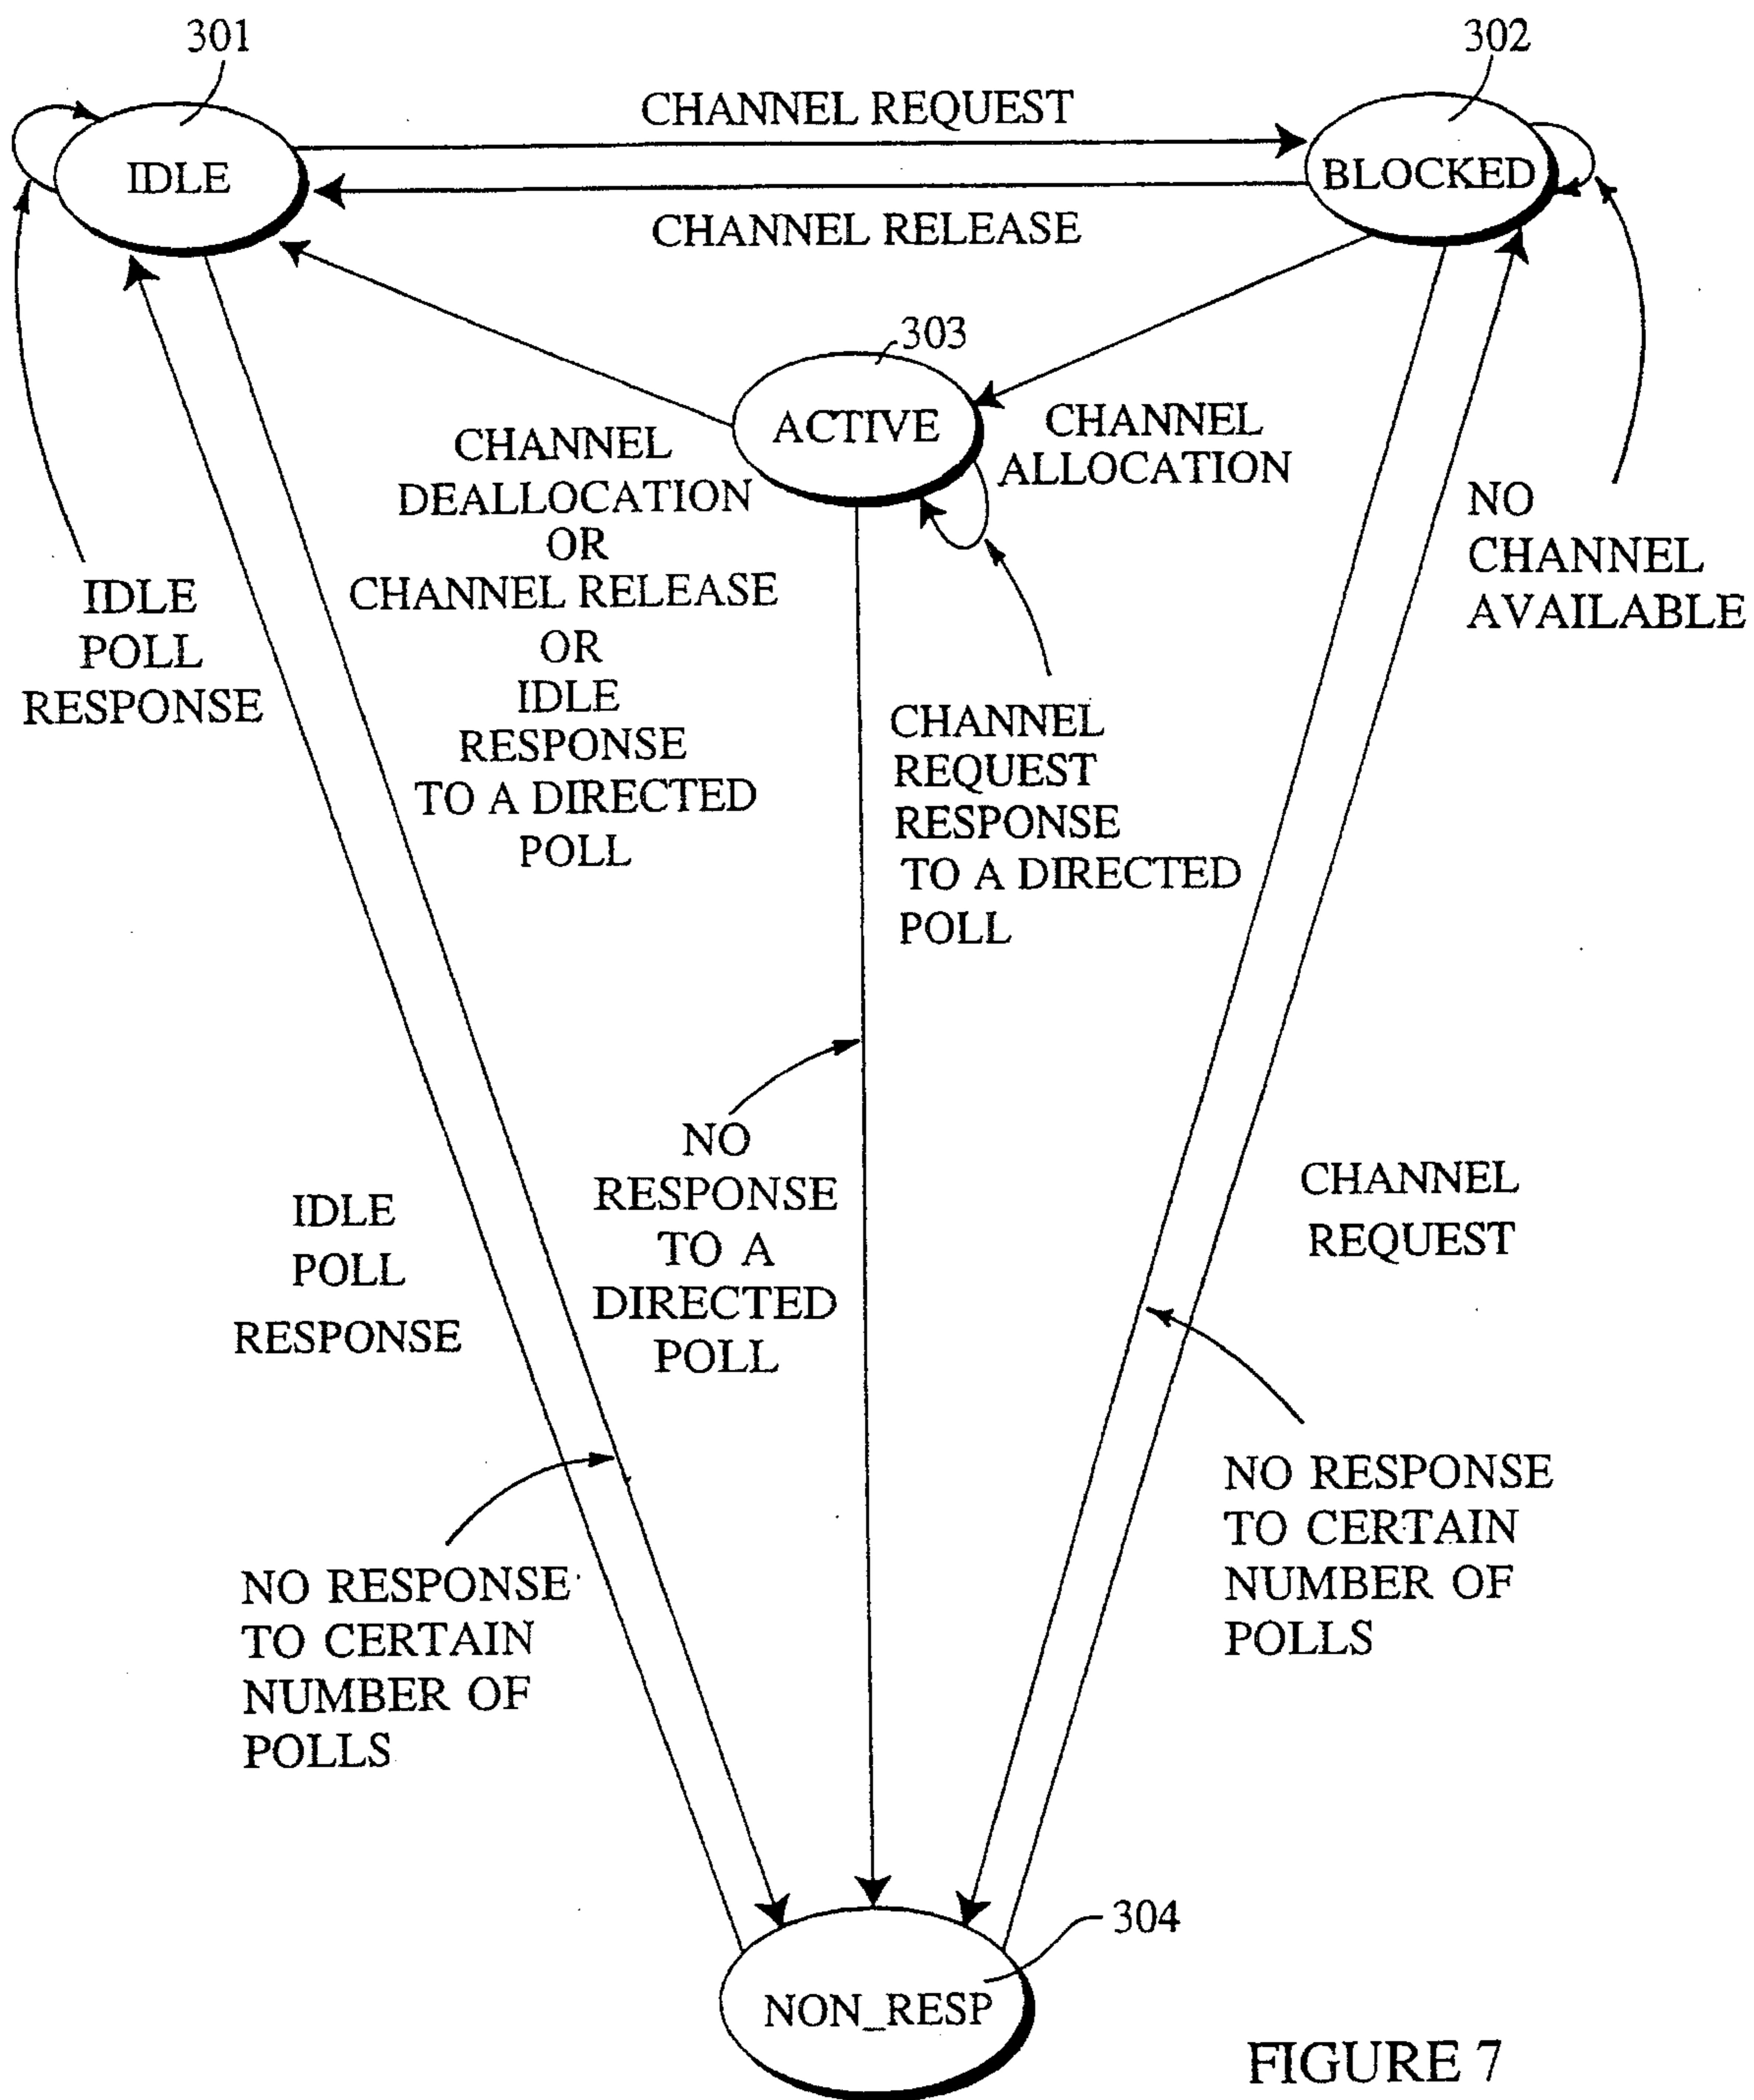 301
302
CHANNEL REQUEST
IDLE
BLOCKED
CHANNEL RELEASE
303
ACTIVE
CHANNEL
ALLOCATION
CHANNEL
DEALLOCATION
OR
CHANNEL RELEASE
OR
IDLE
RESPONSE
TO A DIRECTED
POLL
NO
CHANNEL
AVAILABLE
IDLE
POLL
RESPONSE
CHANNEL
REQUEST
RESPONSE
TO A DIRECTED
POLL
NO
RESPONSE
TO A
DIRECTED
POLL
CHANNEL
REQUEST
IDLE
POLL
RESPONSE
NO RESPONSE
TO CERTAIN
NUMBER OF
POLLS
NO RESPONSE
TO CERTAIN
NUMBER OF
POLLS
304
NON_RESP
FIGURE 7